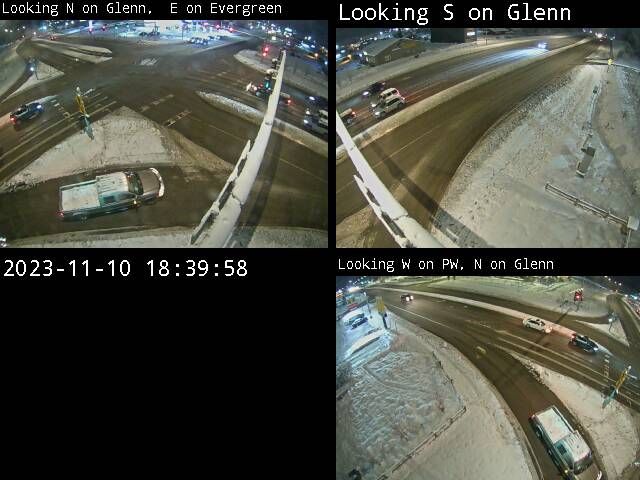 Looking N on Glenn,  E on Evergreen
Looking S on Glenn
2023-11-10 18:39:58
Looking W on PW, N on Glenn